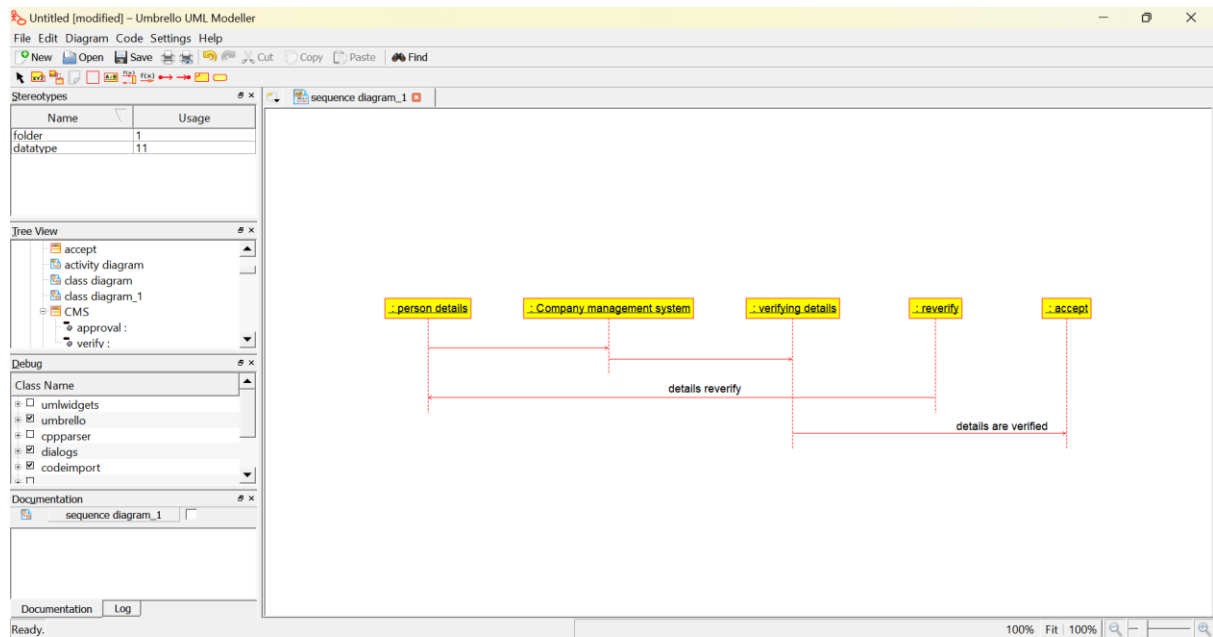 Untitled [modified] – Umbrello UML Modeller
File Edit Diagram Code Settings Help
New Open Save Cut Copy Paste Find
Stereotypes
Name Usage
folder 1
datatype 11
Tree View
accept
activity diagram
class diagram
class diagram_1
CMS
approval :
verify :
Debug
Class Name
umlwidgets
umbrello
cppparser
dialogs
codeimport
Documentation
sequence diagram_1
Documentation Log
Ready.
sequence diagram_1
: person details : Company management system : verifying details : reverify : accept
details reverify
details are verified
100% Fit 100%